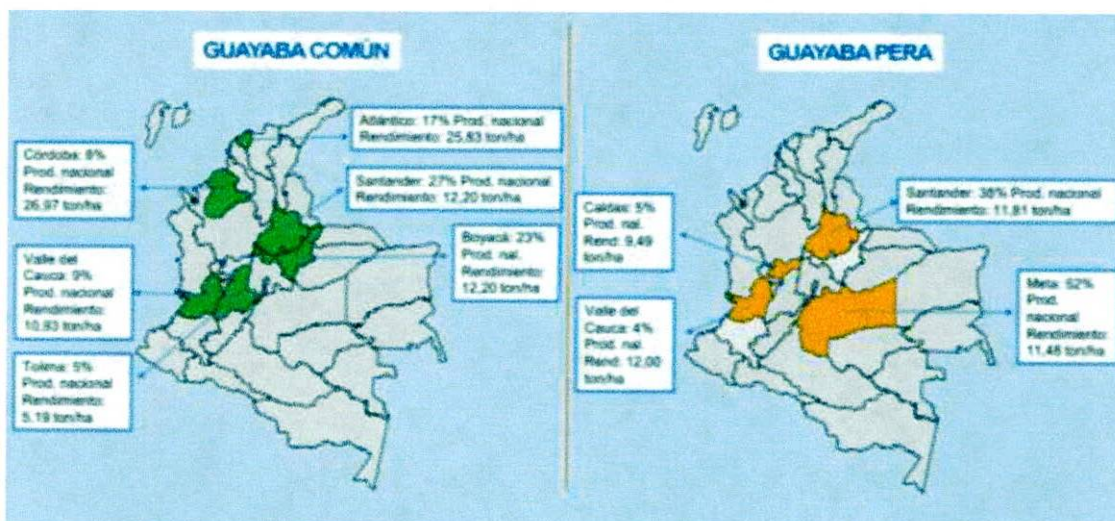 GUAYABA COMÚN
Atlántico: 17% Prod. nacional
Rendimiento: 25,83 ton/ha
Córdoba: 8%
Prod. nacional
Rendimiento:
26,97 ton/ha
Santander: 27% Prod. nacional
Rendimiento: 12,20 ton/ha
Boyacá: 23%
Prod. nal.
Rendimiento:
12,20 ton/ha
Valle del
Cauca: 9%
Prod. nacional
Rendimiento:
10,93 ton/ha
Tolima: 5%
Prod. nacional
Rendimiento:
5,19 ton/ha
GUAYABA PERA
Santander: 38% Prod. nacional
Rendimiento: 11,81 ton/ha
Caldas: 5%
Prod. nal.
Rend: 9,49
ton/ha
Meta: 52%
Prod.
nacional
Rendimiento:
11,48 ton/ha
Valle del
Cauca: 4%
Prod. nal.
Rend: 12,00
ton/ha